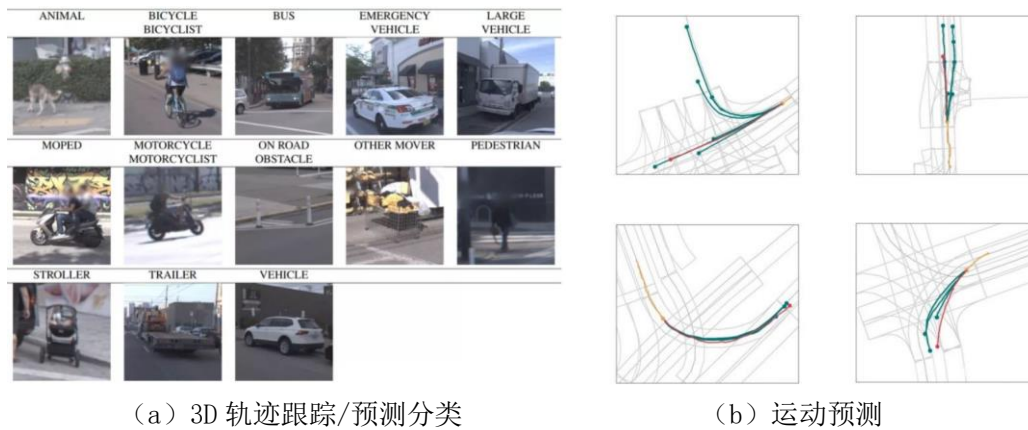 ANIMAL BICYCLE BUS EMERGENCY LARGE
BICYCLIST VEHICLE VEHICLE
MOPED MOTORCYCLE ON ROAD OTHER MOVER PEDESTRIAN
MOTORCYCLIST OBSTACLE
STROLLER TRAILER VEHICLE
（a）3D 轨迹跟踪/预测分类
（b）运动预测